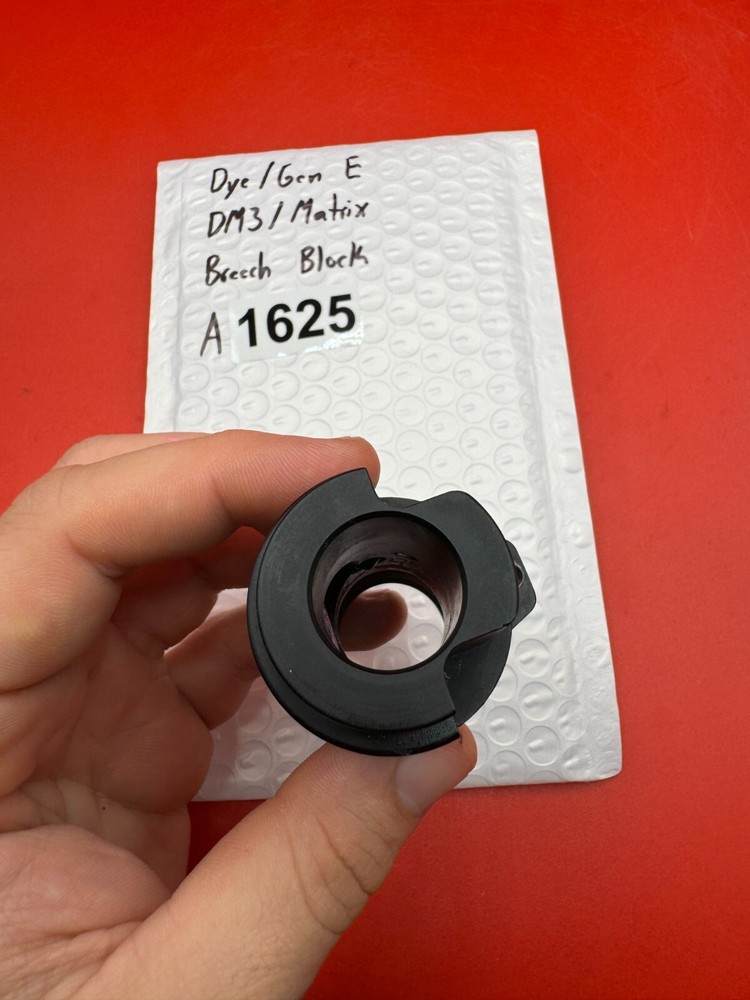 Dye/Gen E
DM3/Matrix
Breech Block
A 1625